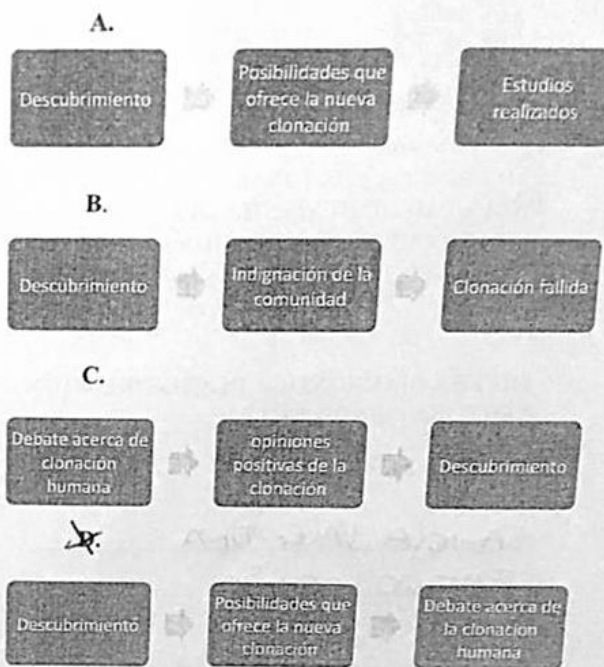 A.
Descubrimiento
Posibilidades que
ofrece la nueva
clonación
Estudios
realizados
B.
Descubrimiento
Indignación de la
comunidad
Clonación fallida
C.
Debate acerca de
clonación
humana
opiniones
positivas de la
clonación
Descubrimiento
D.
Descubrimiento
Posibilidades que
ofrece la nueva
clonación
Debate acerca de
la clonacion
humana